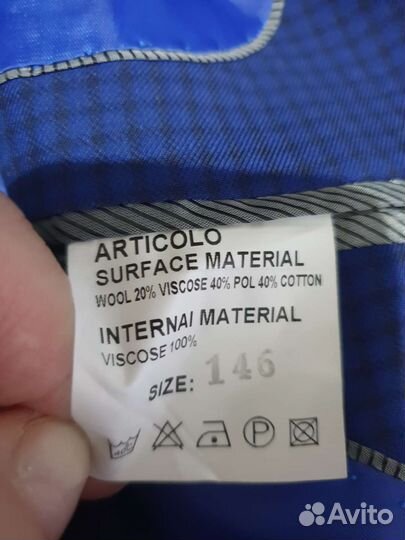 ARTICOLO
SURFACE MATERIAL
WOOL 20% VISCOSE 40% POL 40% COTTON
INTERNAI MATERIAL
VISCOSE 100%
SIZE: 146
P
Avito